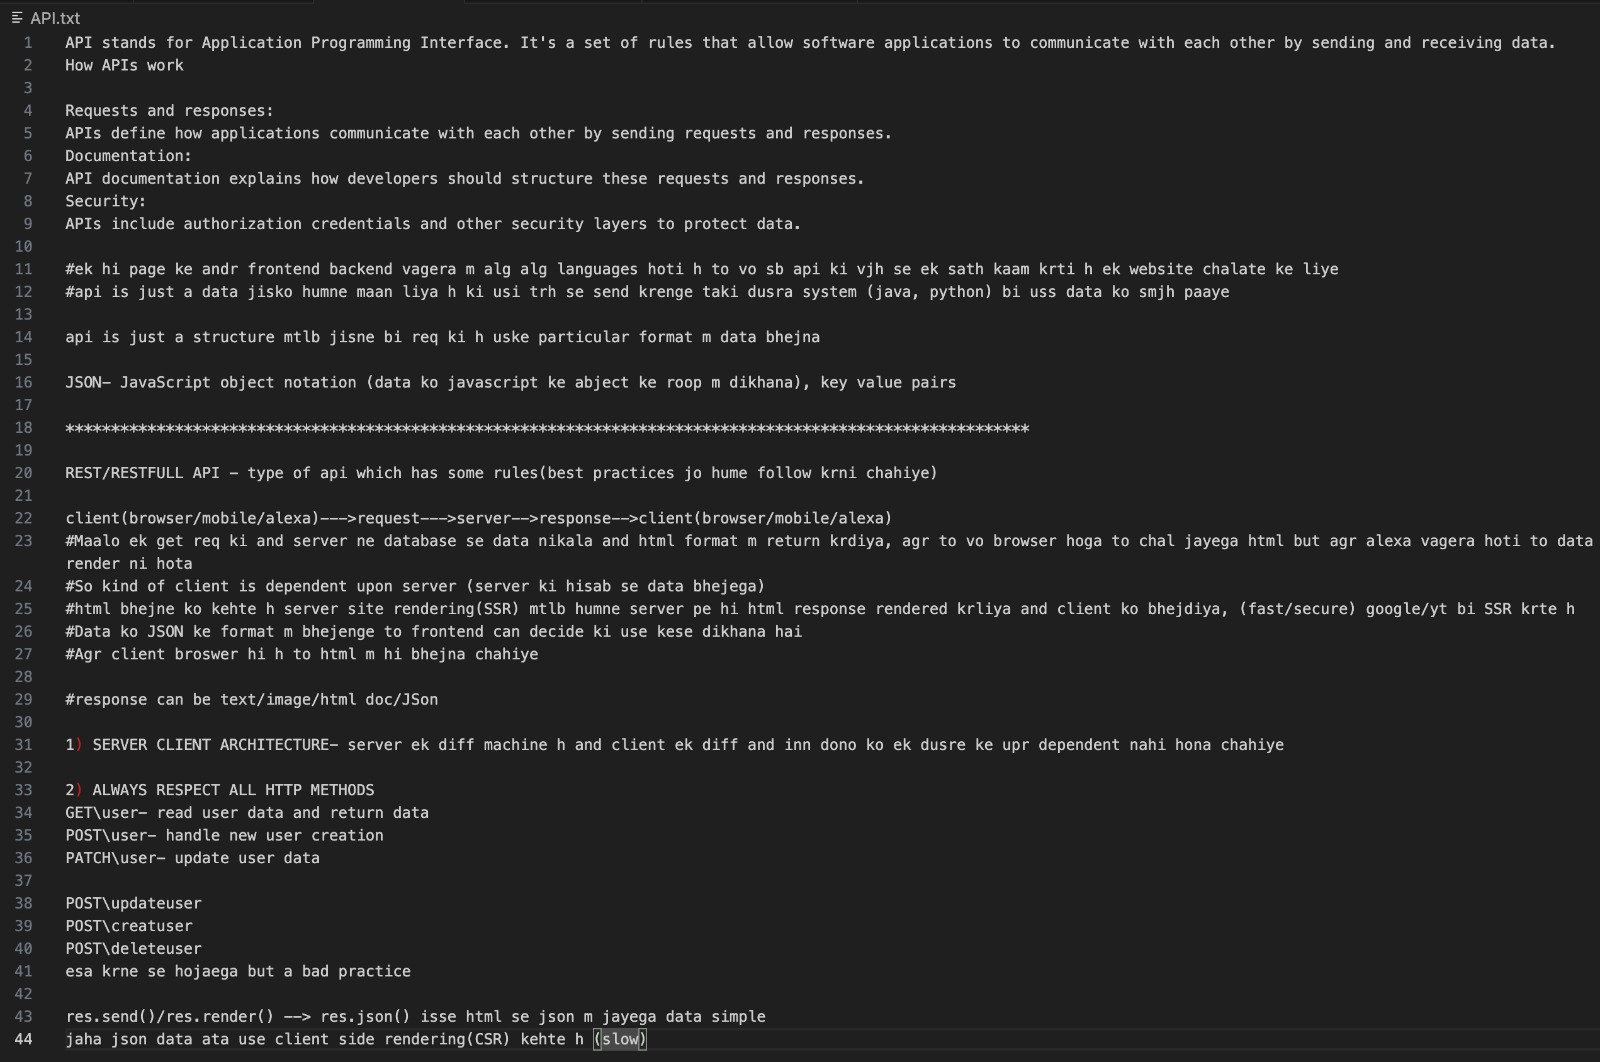 API.txt
1 API stands for Application Programming Interface. It's a set of rules that allow software applications to communicate with each other by sending and receiving data.
2 How APIs work
3
4 Requests and responses:
5 APIs define how applications communicate with each other by sending requests and responses.
6 Documentation:
7 API documentation explains how developers should structure these requests and responses.
8 Security:
9 APIs include authorization credentials and other security layers to protect data.
10
11 #ek hi page ke andr frontend backend vagera m alg alg languages hoti h to vo sb api ki vjh se ek sath kaam krti h ek website chalate ke liye
12 #api is just a data jisko humne maan liya h ki usi trh se send krenge taki dusra system (java, python) bi uss data ko smjh paaye
13
14 api is just a structure mtlb jisne bi req ki h uske particular format m data bhejna
15
16 JSON– JavaScript object notation (data ko javascript ke abject ke roop m dikhana), key value pairs
17
18 **********************************************************************************************************
19
20 REST/RESTFULL API – type of api which has some rules(best practices jo hume follow krni chahiye)
21
22 client(browser/mobile/alexa)--->request--->server-->response-->client(browser/mobile/alexa)
23 #Maalo ek get req ki and server ne database se data nikala and html format m return krdiya, agr to vo browser hoga to chal jayega html but agr alexa vagera hoti to data
render ni hota
24 #So kind of client is dependent upon server (server ki hisab se data bhejega)
25 #html bhejne ko kehte h server site rendering(SSR) mtlb humne server pe hi html response rendered krliya and client ko bhejdiya, (fast/secure) google/yt bi SSR krte h
26 #Data ko JSON ke format m bhejenge to frontend can decide ki use kese dikhana hai
27 #Agr client broswer hi h to html m hi bhejna chahiye
28
29 #response can be text/image/html doc/JSon
30
31 1) SERVER CLIENT ARCHITECTURE– server ek diff machine h and client ek diff and inn dono ko ek dusre ke upr dependent nahi hona chahiye
32
33 2) ALWAYS RESPECT ALL HTTP METHODS
34 GET\user– read user data and return data
35 POST\user– handle new user creation
36 PATCH\user– update user data
37
38 POST\updateuser
39 POST\creatuser
40 POST\deleteuser
41 esa krne se hojaega but a bad practice
42
43 res.send()/res.render() --> res.json() isse html se json m jayega data simple
44 jaha json data ata use client side rendering(CSR) kehte h (slow)